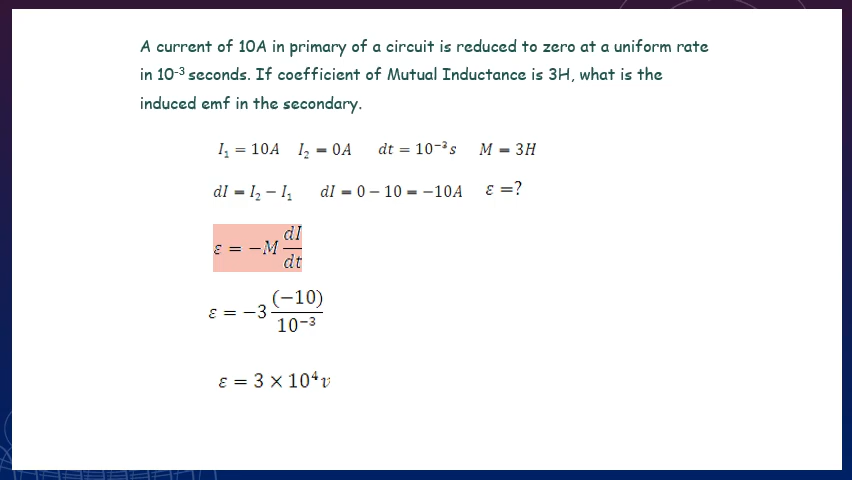 A current of 10A in primary of a circuit is reduced to zero at a uniform rate
in 10⁻³ seconds. If coefficient of Mutual Inductance is 3H, what is the
induced emf in the secondary.
I₁ = 10A I₂ = 0A dt = 10⁻³s M = 3H
dI = I₂ − I₁ dI = 0 − 10 = −10A ε =?
ε = −M dI/dt
ε = −3 (−10)/10⁻³
ε = 3 × 10⁴v